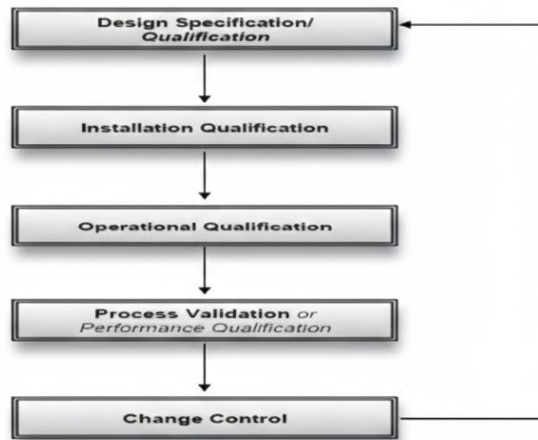 Design Specification/
Qualification
Installation Qualification
Operational Qualification
Process Validation or
Performance Qualification
Change Control